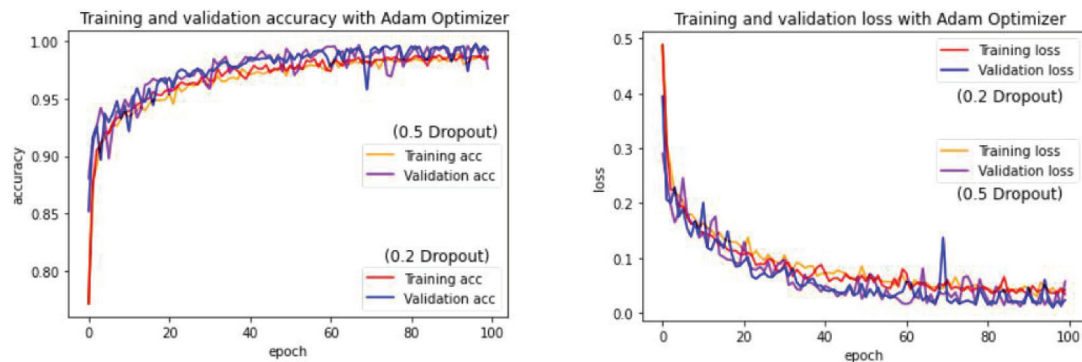 Training and validation accuracy with Adam Optimizer
1.00
0.95
0.90
0.85
0.80
accuracy
(0.5 Dropout)
Training acc
Validation acc
(0.2 Dropout)
Training acc
Validation acc
0 20 40 60 80 100
epoch
Training and validation loss with Adam Optimizer
0.5
0.4
0.3
0.2
0.1
0.0
loss
Training loss
Validation loss
(0.2 Dropout)
Training loss
Validation loss
(0.5 Dropout)
0 20 40 60 80 100
epoch